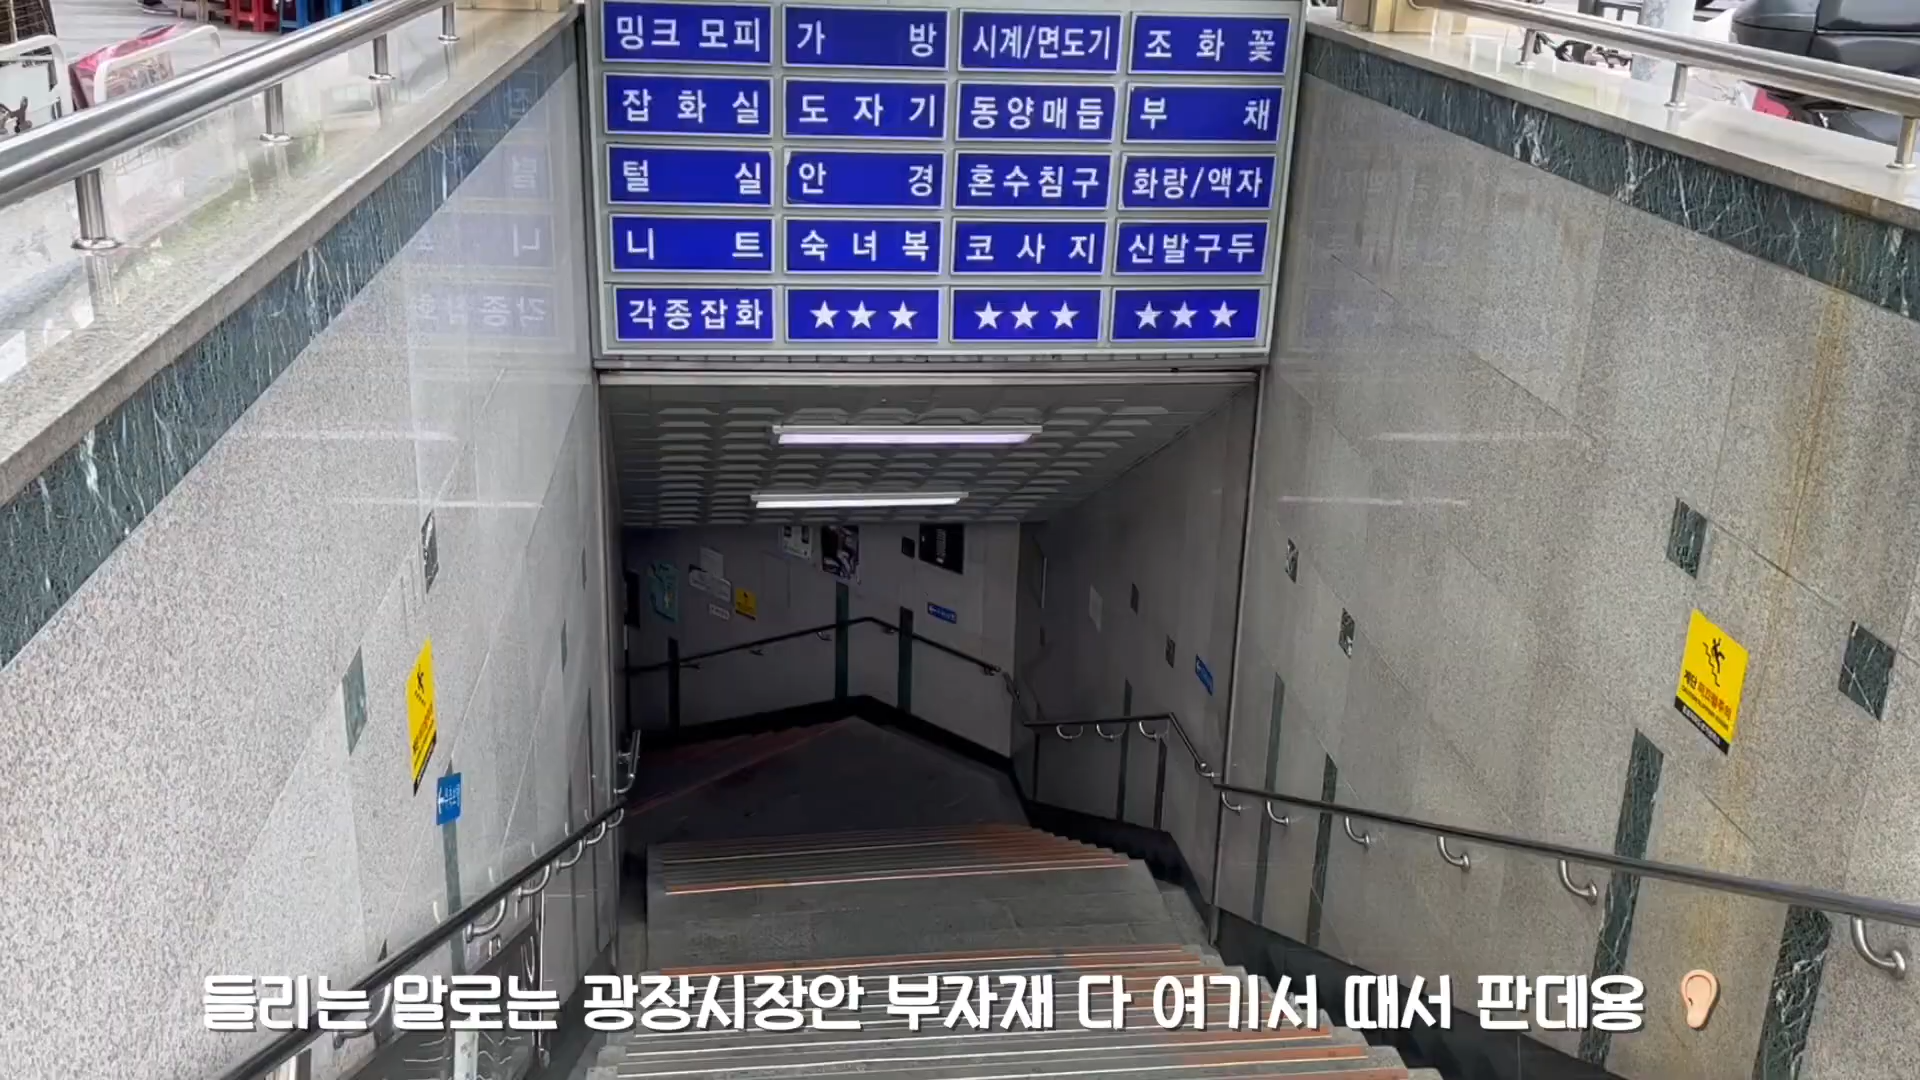 밍크 모피 가방 시계/면도기 조화 꽃
잡화실 도자기 동양매듭 부채
털실 안경 혼수침구 화랑/액자
니트 숙녀복 코사지 신발구두
각종잡화 ★★★ ★★★ ★★★
계단
들리는 말로는 광장시장안 부자재 다 여기서 때서 판데용 👂